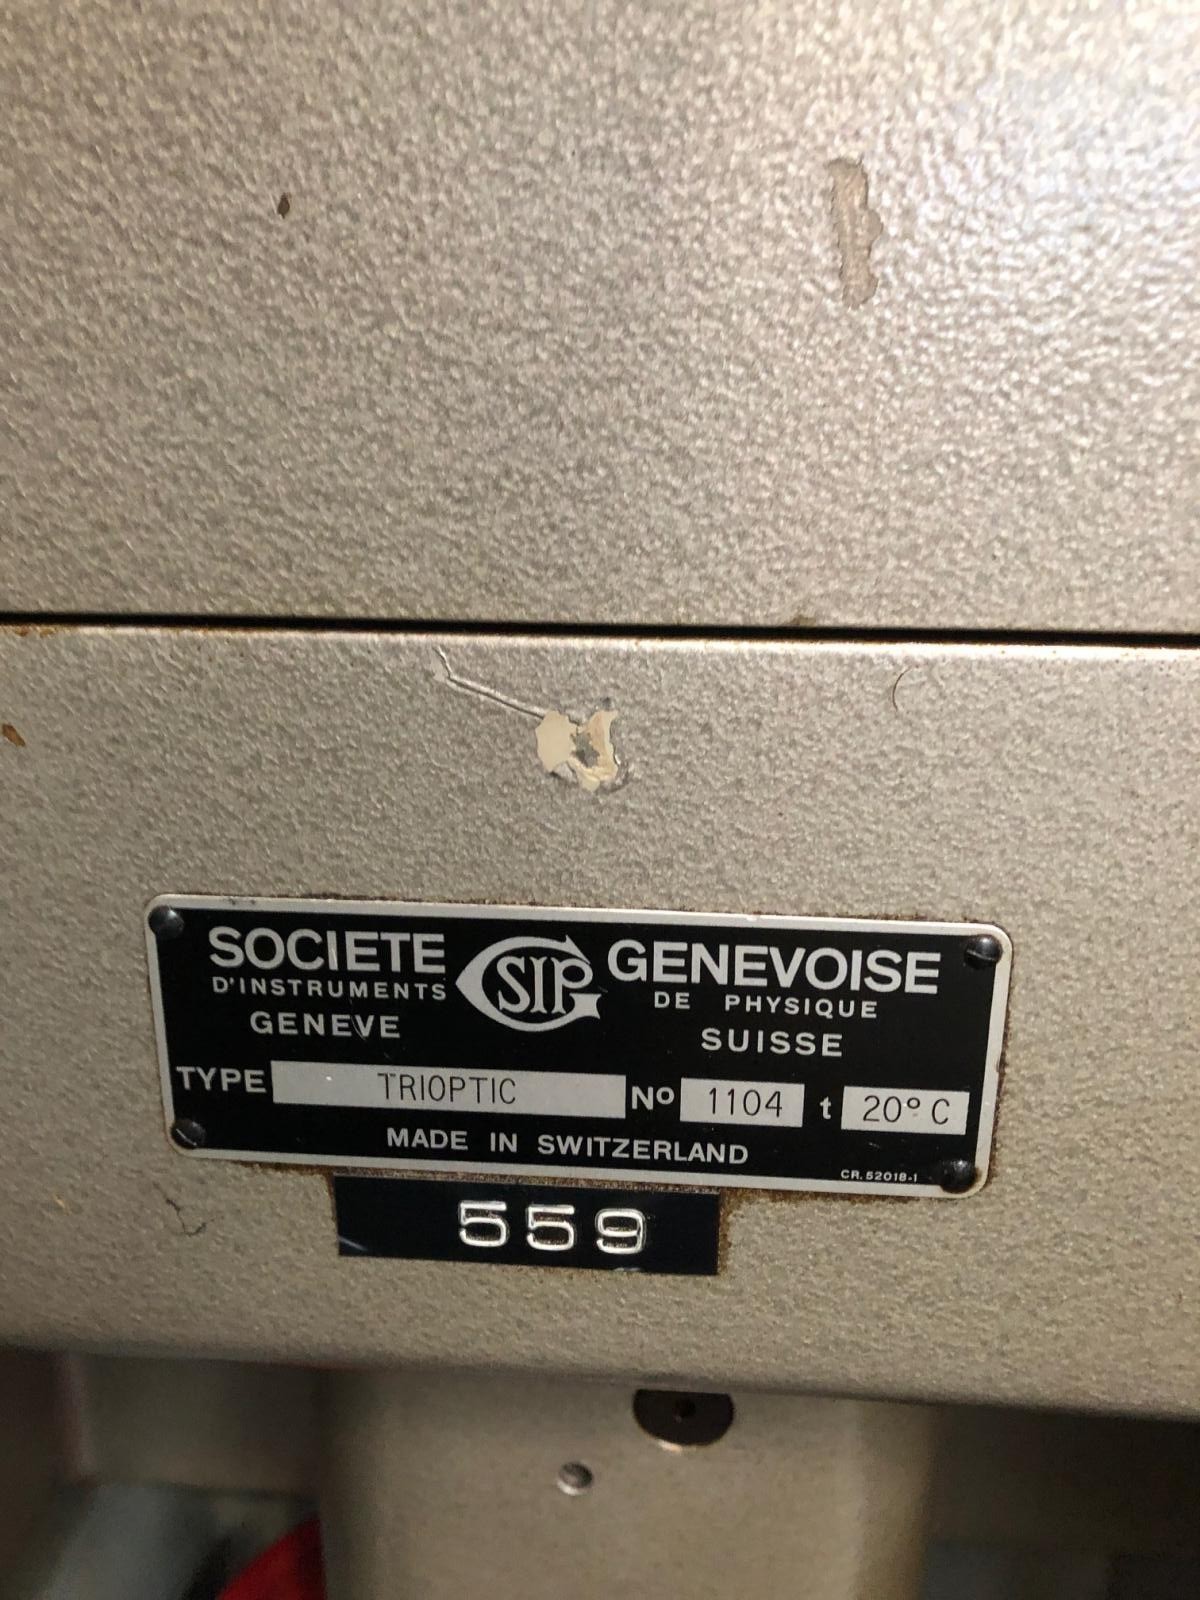 SOCIETE SIP GENEVOISE
D'INSTRUMENTS DE PHYSIQUE
GENEVE SUISSE
TYPE TRIOPTIC No 1104 t 20° C
MADE IN SWITZERLAND
CR. 52018-1
559